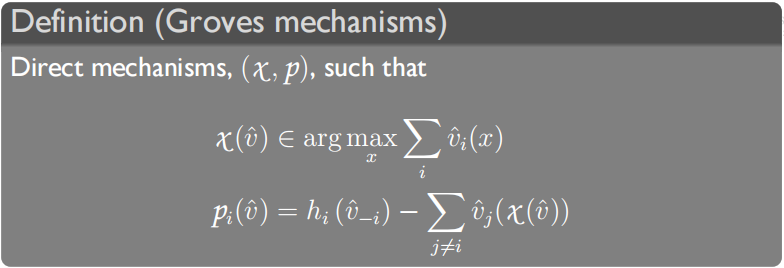 Definition (Groves mechanisms)
Direct mechanisms, (χ, p), such that
χ(v̂) ∈ arg max_x ∑_i v̂_i(x)
p_i(v̂) = h_i (v̂_{−i}) − ∑_{j≠i} v̂_j(χ(v̂))